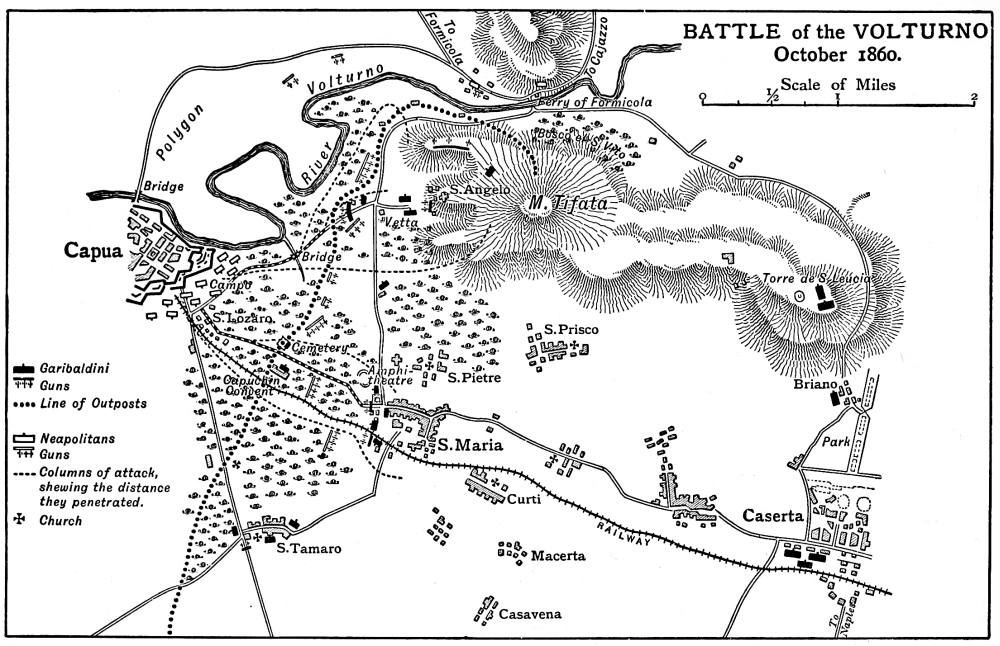 BATTLE of the VOLTURNO
October 1860.
Scale of Miles
0 ½ 1 2
To
Formicola
To Cajazzo
Volturno
River
Polygon
Ferry of Formicola
Bosco di S. Vito
Bridge
S. Angelo
M. Tifata
Vetta
Capua
Bridge
Torre de S. Leucia
Campo
S. Lozaro
S. Prisco
Cemetery
Amphi-
theatre
S. Pietre
Capuchin
Convent
Briano
Garibaldini
Guns
Line of Outposts
Neapolitans
Guns
Columns of attack,
shewing the distance
they penetrated.
Church
S. Maria
Park
Curti
Caserta
RAILWAY
S. Tamaro
Macerta
Casavena
To
Naples